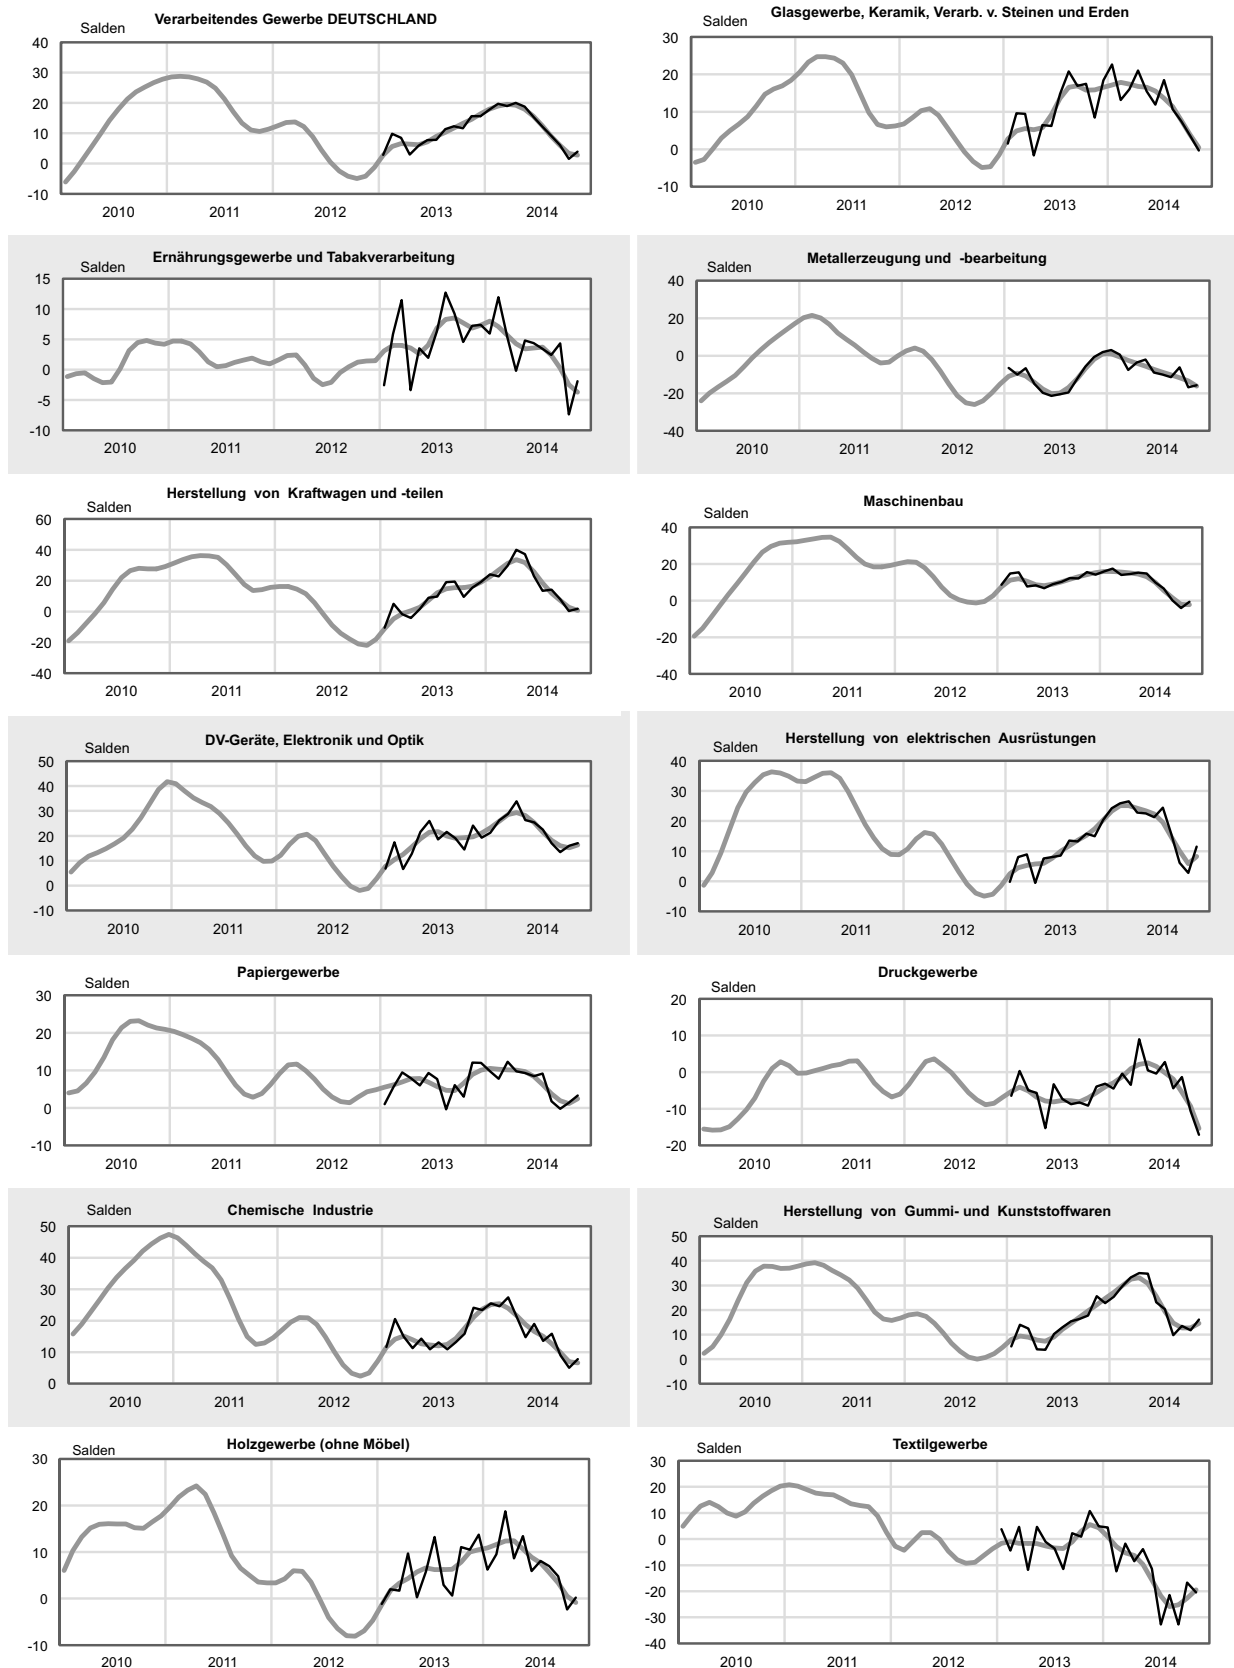 Verarbeitendes Gewerbe DEUTSCHLAND
Salden
40
30
20
10
0
-10
2010 2011 2012 2013 2014
Glasgewerbe, Keramik, Verarb. v. Steinen und Erden
Salden
30
20
10
0
-10
2010 2011 2012 2013 2014
Ernährungsgewerbe und Tabakverarbeitung
Salden
15
10
5
0
-5
-10
2010 2011 2012 2013 2014
Metallerzeugung und -bearbeitung
Salden
40
20
0
-20
-40
2010 2011 2012 2013 2014
Herstellung von Kraftwagen und -teilen
Salden
60
40
20
0
-20
-40
2010 2011 2012 2013 2014
Maschinenbau
Salden
40
20
0
-20
-40
2010 2011 2012 2013 2014
DV-Geräte, Elektronik und Optik
Salden
50
40
30
20
10
0
-10
2010 2011 2012 2013 2014
Herstellung von elektrischen Ausrüstungen
Salden
40
30
20
10
0
-10
2010 2011 2012 2013 2014
Papiergewerbe
Salden
30
20
10
0
-10
2010 2011 2012 2013 2014
Druckgewerbe
Salden
20
10
0
-10
-20
2010 2011 2012 2013 2014
Chemische Industrie
Salden
50
40
30
20
10
0
2010 2011 2012 2013 2014
Herstellung von Gummi- und Kunststoffwaren
Salden
50
40
30
20
10
0
-10
2010 2011 2012 2013 2014
Holzgewerbe (ohne Möbel)
Salden
30
20
10
0
-10
2010 2011 2012 2013 2014
Textilgewerbe
Salden
30
20
10
0
-10
-20
-30
-40
2010 2011 2012 2013 2014